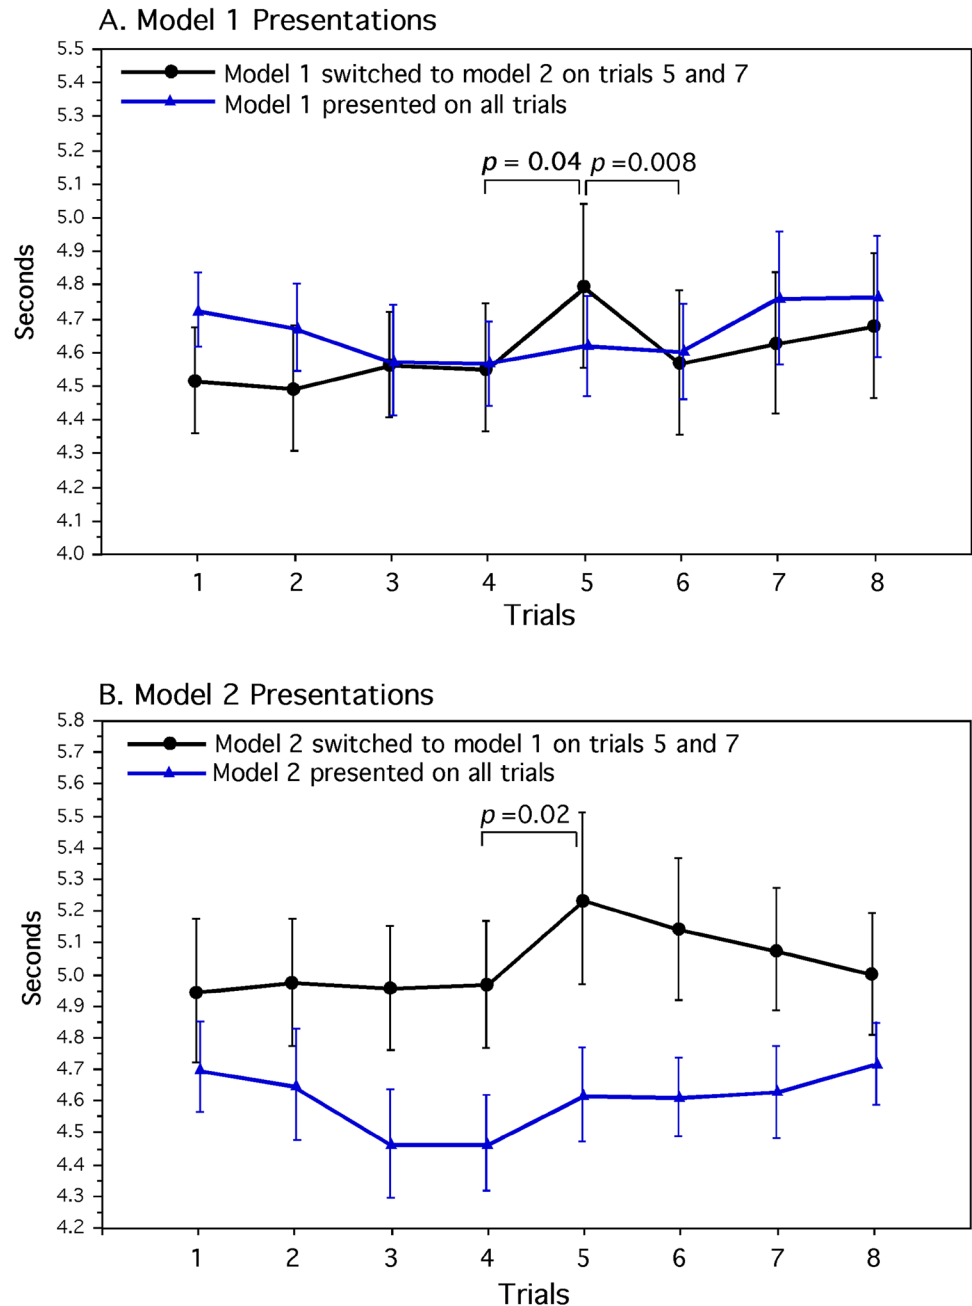 A. Model 1 Presentations
5.5
Model 1 switched to model 2 on trials 5 and 7
5.4
Model 1 presented on all trials
5.3
5.2
p = 0.04 p =0.008
5.1
5.0
4.9
4.8
4.7
4.6
4.5
4.4
4.3
4.2
4.1
4.0
Seconds
1 2 3 4 5 6 7 8
Trials
B. Model 2 Presentations
5.8
Model 2 switched to model 1 on trials 5 and 7
5.7
Model 2 presented on all trials
5.6
5.5
p =0.02
5.4
5.3
5.2
5.1
5.0
4.9
4.8
4.7
4.6
4.5
4.4
4.3
4.2
Seconds
1 2 3 4 5 6 7 8
Trials